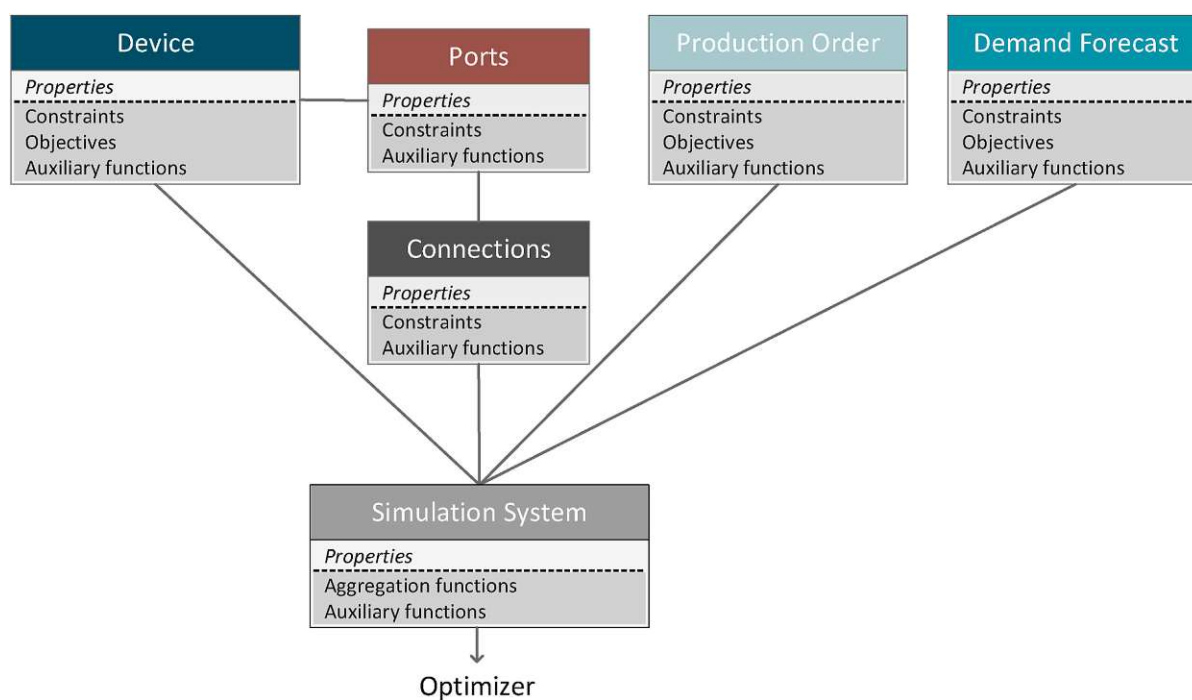 Device
Properties
Constraints
Objectives
Auxiliary functions
Ports
Properties
Constraints
Auxiliary functions
Production Order
Properties
Constraints
Objectives
Auxiliary functions
Demand Forecast
Properties
Constraints
Objectives
Auxiliary functions
Connections
Properties
Constraints
Auxiliary functions
Simulation System
Properties
Aggregation functions
Auxiliary functions
Optimizer